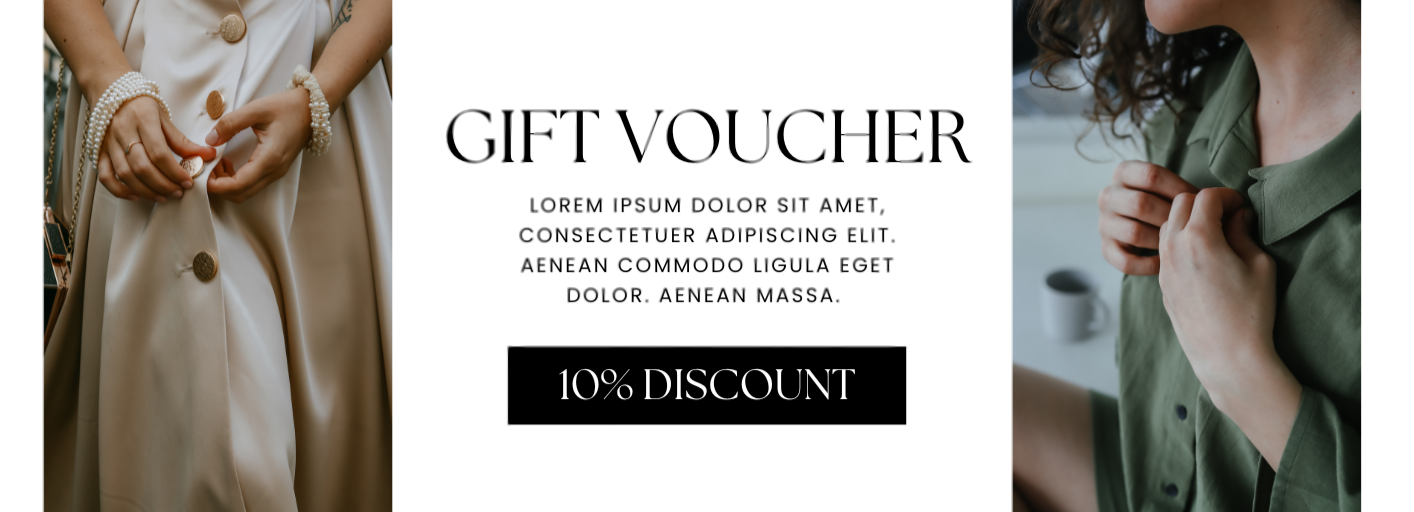 GIFT VOUCHER
LOREM IPSUM DOLOR SIT AMET,
CONSECTETUER ADIPISCING ELIT.
AENEAN COMMODO LIGULA EGET
DOLOR. AENEAN MASSA.
10% DISCOUNT